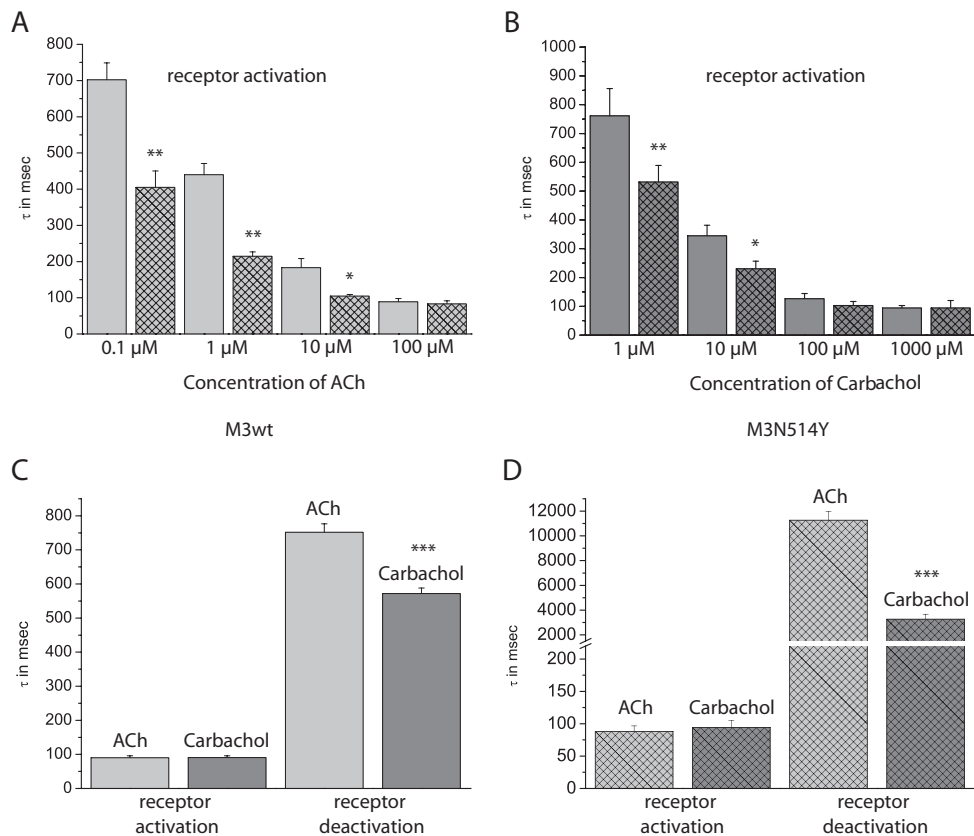 A
receptor activation
τ in msec
800
700
600
500
400
300
200
100
0
**
**
*
0.1 µM 1 µM 10 µM 100 µM
Concentration of ACh
B
receptor activation
τ in msec
1000
900
800
700
600
500
400
300
200
100
0
**
*
1 µM 10 µM 100 µM 1000 µM
Concentration of Carbachol
M3wt
M3N514Y
C
τ in msec
800
700
600
500
400
300
200
100
0
ACh
Carbachol
ACh
***
Carbachol
receptor activation
receptor deactivation
D
τ in msec
12000
10000
8000
6000
4000
2000
200
150
100
50
0
ACh
Carbachol
ACh
***
Carbachol
receptor activation
receptor deactivation